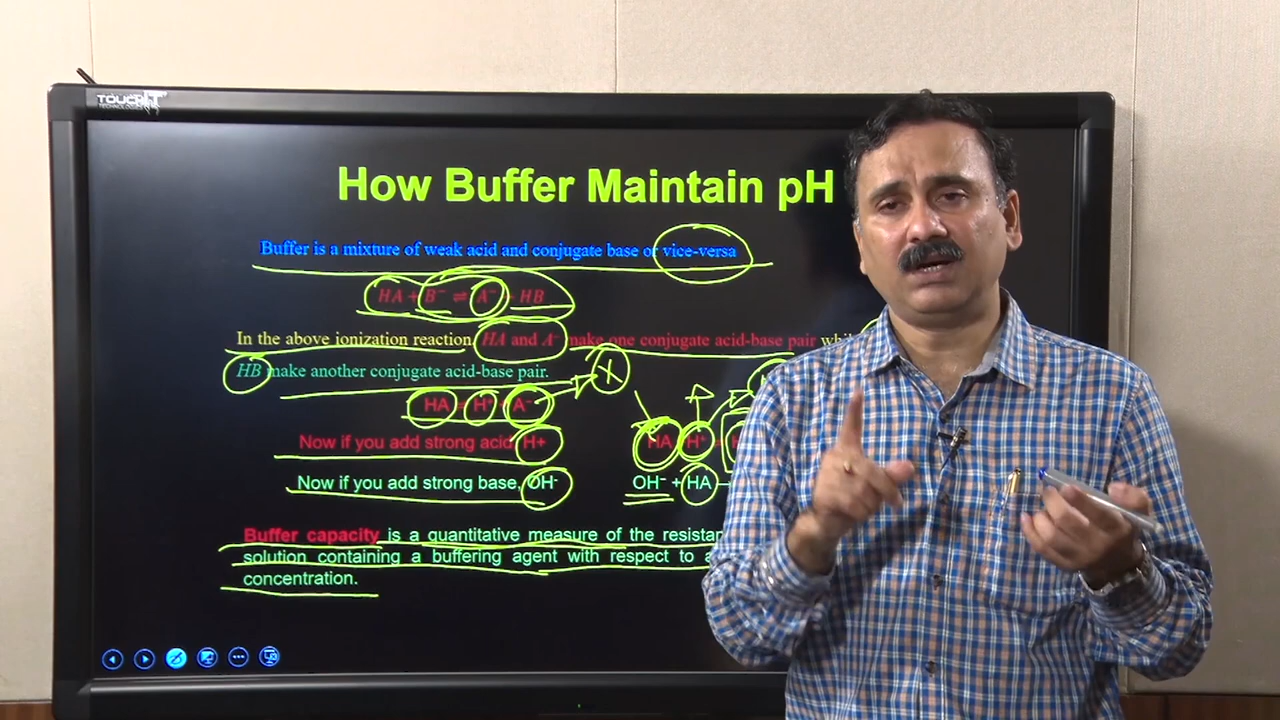 TOUCHIT
TECHNOLOGIES
How Buffer Maintain pH
Buffer is a mixture of weak acid and conjugate base or vice-versa
HA + B⁻ ⇌ A⁻ + HB
In the above ionization reaction HA and A⁻ make one conjugate acid-base pair
HB make another conjugate acid-base pair.
HA = H⁺ A⁻
Now if you add strong acid H+
HA H⁺
Now if you add strong base, OH⁻
OH⁻ + HA
Buffer capacity is a quantitative measure of the
solution containing a buffering agent with respect to
concentration.